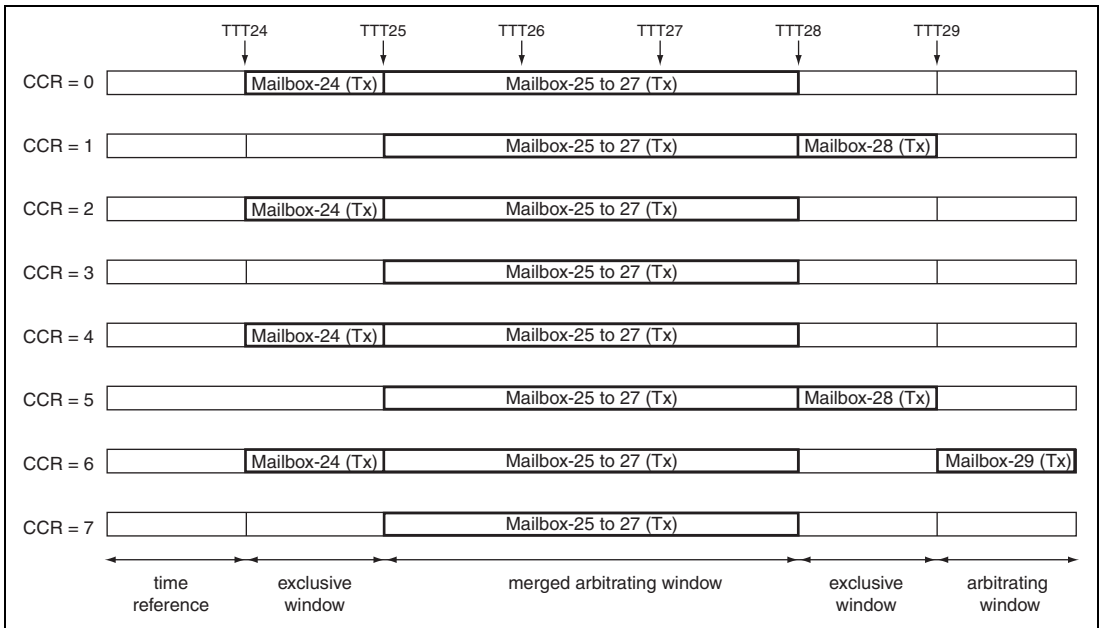 TTT24 TTT25 TTT26 TTT27 TTT28 TTT29
CCR = 0 Mailbox-24 (Tx) Mailbox-25 to 27 (Tx)
CCR = 1 Mailbox-25 to 27 (Tx) Mailbox-28 (Tx)
CCR = 2 Mailbox-24 (Tx) Mailbox-25 to 27 (Tx)
CCR = 3 Mailbox-25 to 27 (Tx)
CCR = 4 Mailbox-24 (Tx) Mailbox-25 to 27 (Tx)
CCR = 5 Mailbox-25 to 27 (Tx) Mailbox-28 (Tx)
CCR = 6 Mailbox-24 (Tx) Mailbox-25 to 27 (Tx) Mailbox-29 (Tx)
CCR = 7 Mailbox-25 to 27 (Tx)
time exclusive merged arbitrating window exclusive arbitrating
reference window window window